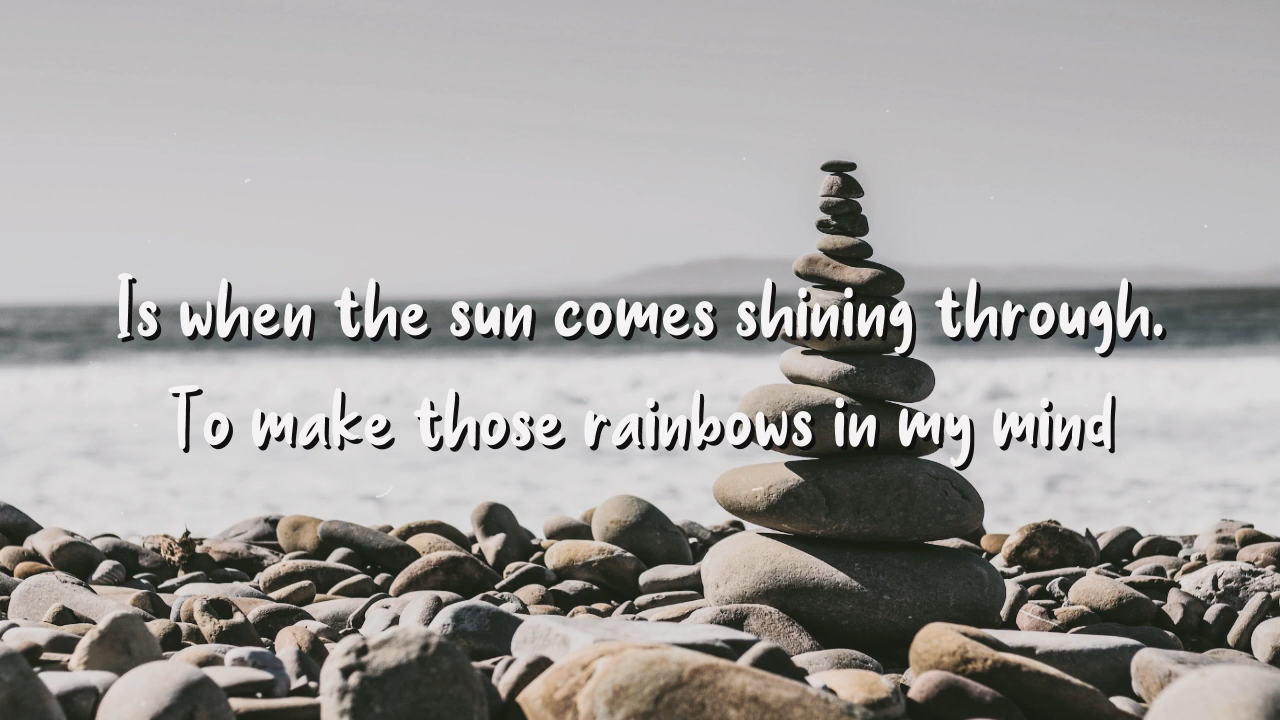 Is when the sun comes shining through.
To make those rainbows in my mind